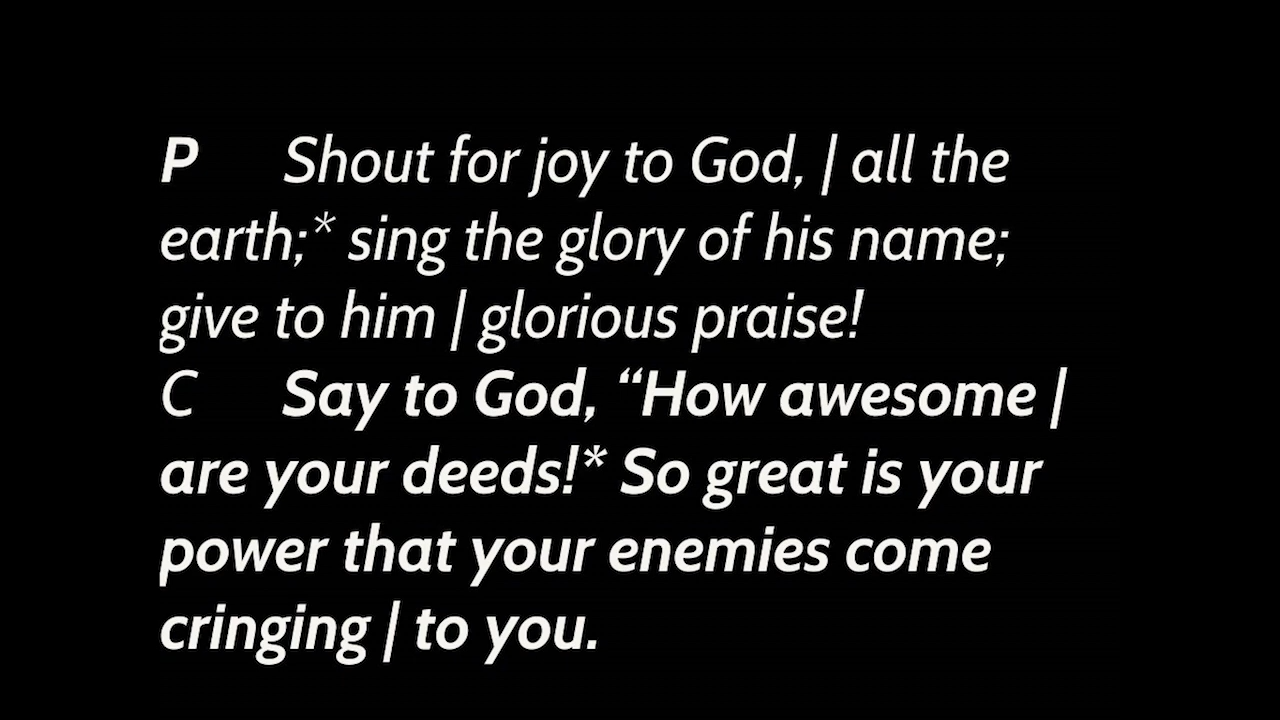 P Shout for joy to God, | all the
earth;* sing the glory of his name;
give to him | glorious praise!
C Say to God, “How awesome |
are your deeds!* So great is your
power that your enemies come
cringing | to you.